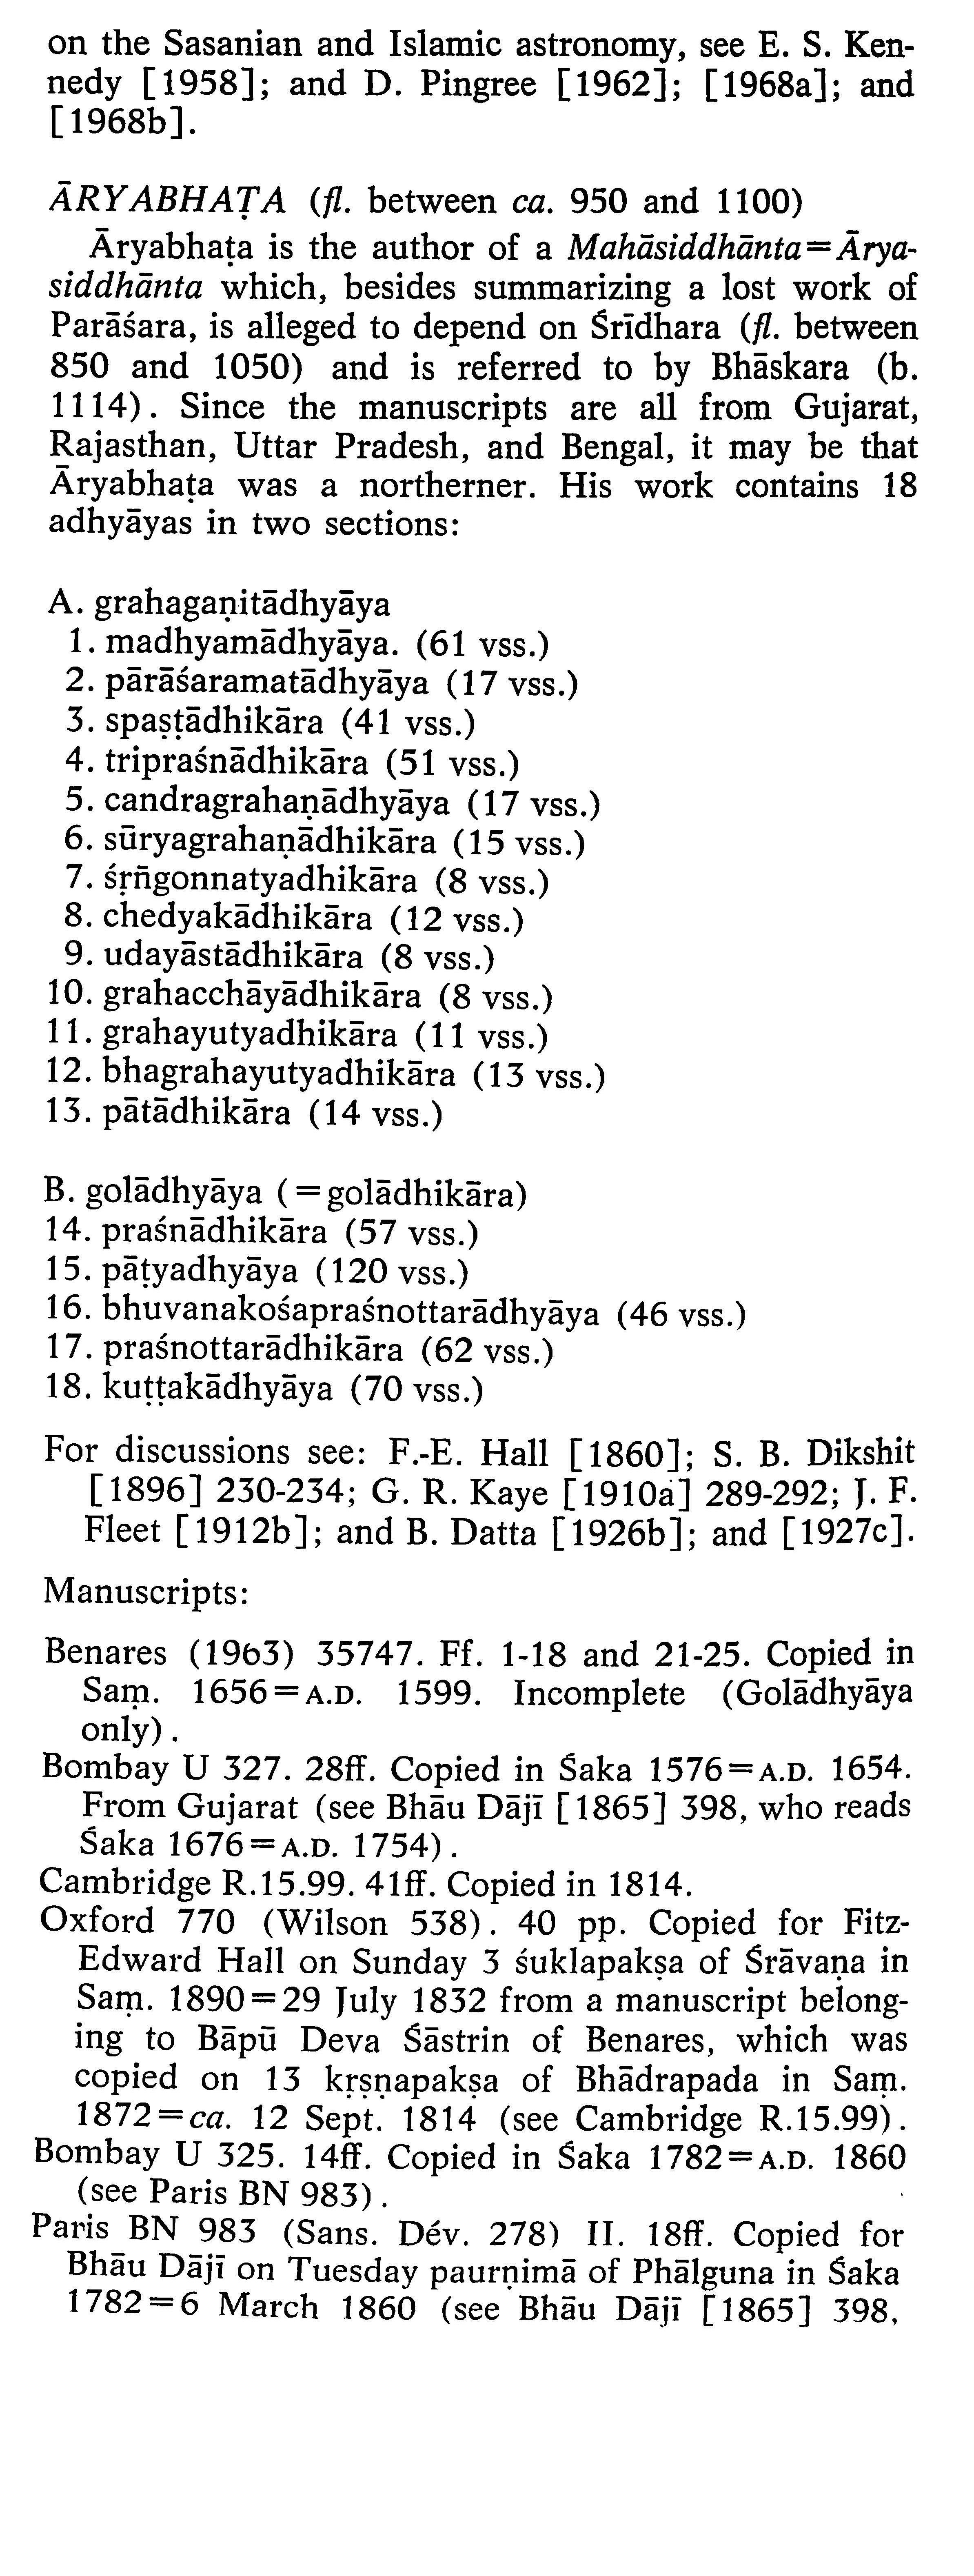 on the Sasanian and Islamic astronomy, see E. S. Ken-
nedy [1958]; and D. Pingree [1962]; [1968a]; and
[1968b].
ĀRYABHAṬA (fl. between ca. 950 and 1100)
Āryabhaṭa is the author of a Mahāsiddhānta=Ārya-
siddhānta which, besides summarizing a lost work of
Parāśara, is alleged to depend on Śrīdhara (fl. between
850 and 1050) and is referred to by Bhāskara (b.
1114). Since the manuscripts are all from Gujarat,
Rajasthan, Uttar Pradesh, and Bengal, it may be that
Āryabhaṭa was a northerner. His work contains 18
adhyāyas in two sections:
A. grahagaṇitādhyāya
1. madhyamādhyāya. (61 vss.)
2. pārāśaramatādhyāya (17 vss.)
3. spaṣṭādhikāra (41 vss.)
4. tripraśnādhikāra (51 vss.)
5. candragrahaṇādhyāya (17 vss.)
6. sūryagrahaṇādhikāra (15 vss.)
7. śṛñgonnatyadhikāra (8 vss.)
8. chedyakādhikāra (12 vss.)
9. udayāstādhikāra (8 vss.)
10. grahacchāyādhikāra (8 vss.)
11. grahayutyadhikāra (11 vss.)
12. bhagrahayutyadhikāra (13 vss.)
13. pātādhikāra (14 vss.)
B. golādhyāya (=golādhikāra)
14. praśnādhikāra (57 vss.)
15. pāṭyadhyāya (120 vss.)
16. bhuvanakośapraśnottarādhyāya (46 vss.)
17. praśnottarādhikāra (62 vss.)
18. kuṭṭakādhyāya (70 vss.)
For discussions see: F.-E. Hall [1860]; S. B. Dikshit
[1896] 230-234; G. R. Kaye [1910a] 289-292; J. F.
Fleet [1912b]; and B. Datta [1926b]; and [1927c].
Manuscripts:
Benares (1963) 35747. Ff. 1-18 and 21-25. Copied in
Saṃ. 1656=A.D. 1599. Incomplete (Golādhyāya
only).
Bombay U 327. 28ff. Copied in Śaka 1576=A.D. 1654.
From Gujarat (see Bhāu Dājī [1865] 398, who reads
Śaka 1676=A.D. 1754).
Cambridge R.15.99. 41ff. Copied in 1814.
Oxford 770 (Wilson 538). 40 pp. Copied for Fitz-
Edward Hall on Sunday 3 śuklapakṣa of Śrāvaṇa in
Saṃ. 1890=29 July 1832 from a manuscript belong-
ing to Bāpū Deva Śāstrin of Benares, which was
copied on 13 kṛṣṇapakṣa of Bhādrapada in Saṃ.
1872=ca. 12 Sept. 1814 (see Cambridge R.15.99).
Bombay U 325. 14ff. Copied in Śaka 1782=A.D. 1860
(see Paris BN 983).
Paris BN 983 (Sans. Dév. 278) II. 18ff. Copied for
Bhāu Dājī on Tuesday paurṇimā of Phālguna in Śaka
1782=6 March 1860 (see Bhāu Dājī [1865] 398,